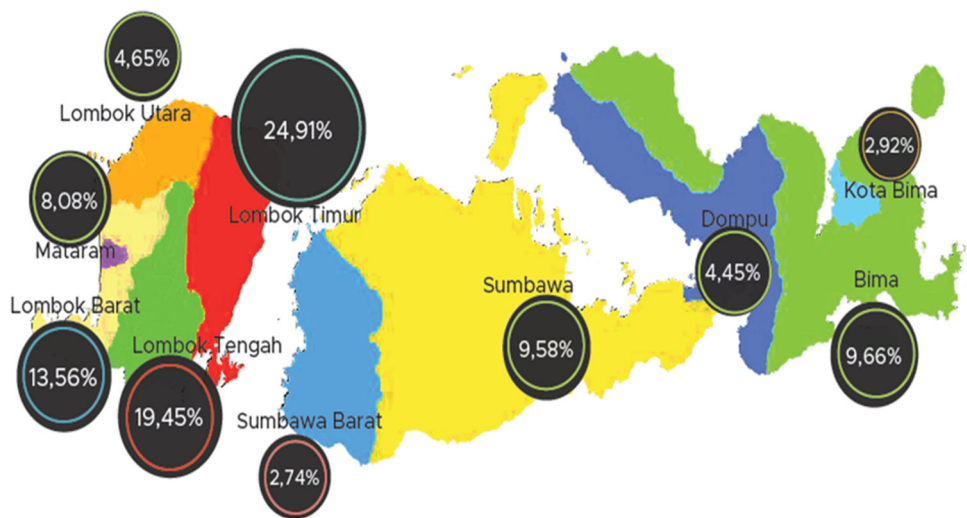 4,65%
Lombok Utara
24,91%
Lombok Timur
8,08%
Mataram
Lombok Barat
13,56%
Lombok Tengah
19,45%
Sumbawa Barat
2,74%
Sumbawa
9,58%
Dompu
4,45%
2,92%
Kota Bima
Bima
9,66%